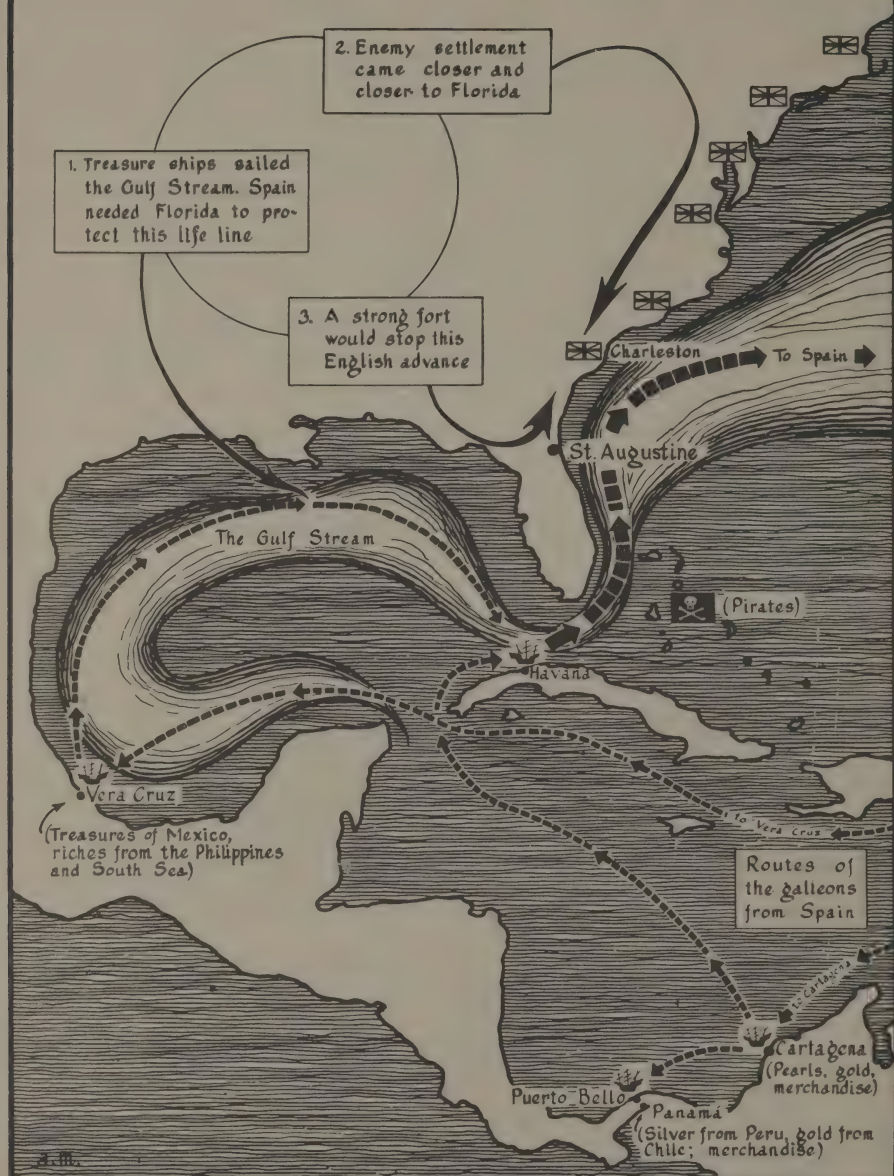 2. Enemy settlement
came closer and
closer to Florida
1. Treasure ships sailed
the Gulf Stream. Spain
needed Florida to pro-
tect this life line
3. A strong fort
would stop this
English advance
Charleston
To Spain
St. Augustine
The Gulf Stream
(Pirates)
Havana
Vera Cruz
(Treasures of Mexico,
riches from the Philippines
and South Sea)
to Vera Cruz
Routes of
the galleons
from Spain
to Cartagena
Cartagena
(Pearls, gold,
merchandise)
Puerto Bello
Panamá
(Silver from Peru, gold from
Chile; merchandise)
a.m.